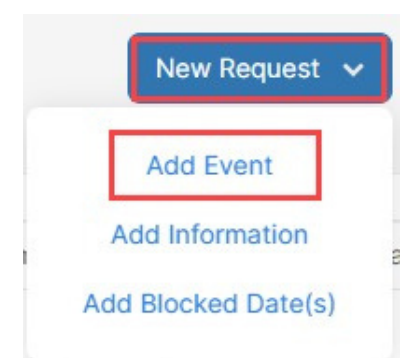 New Request
Add Event
Add Information
Add Blocked Date(s)